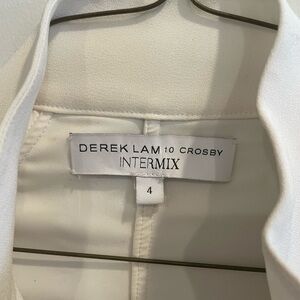 DEREK LAM 10 CROSBY
INTERMIX
4